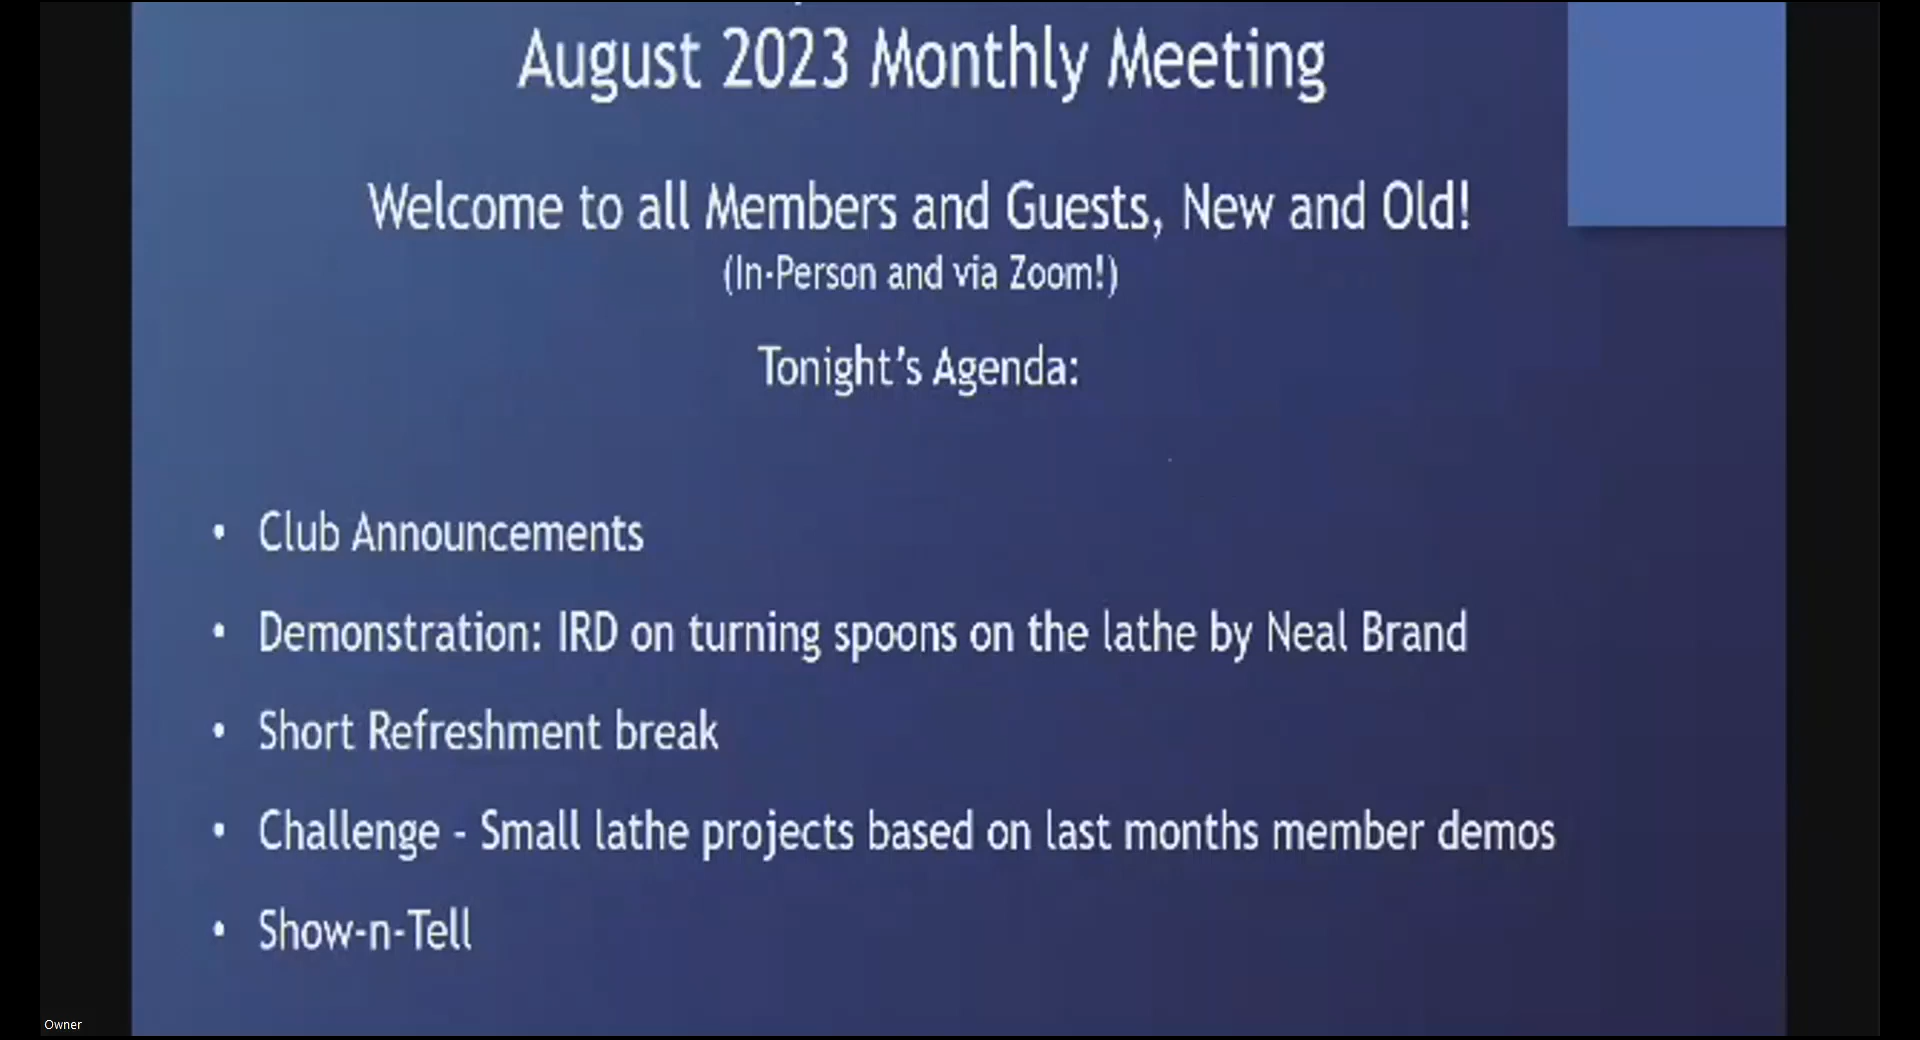 August 2023 Monthly Meeting
Welcome to all Members and Guests, New and Old!
(In-Person and via Zoom!)
Tonight’s Agenda:
• Club Announcements
• Demonstration: IRD on turning spoons on the lathe by Neal Brand
• Short Refreshment break
• Challenge - Small lathe projects based on last months member demos
• Show-n-Tell
Owner